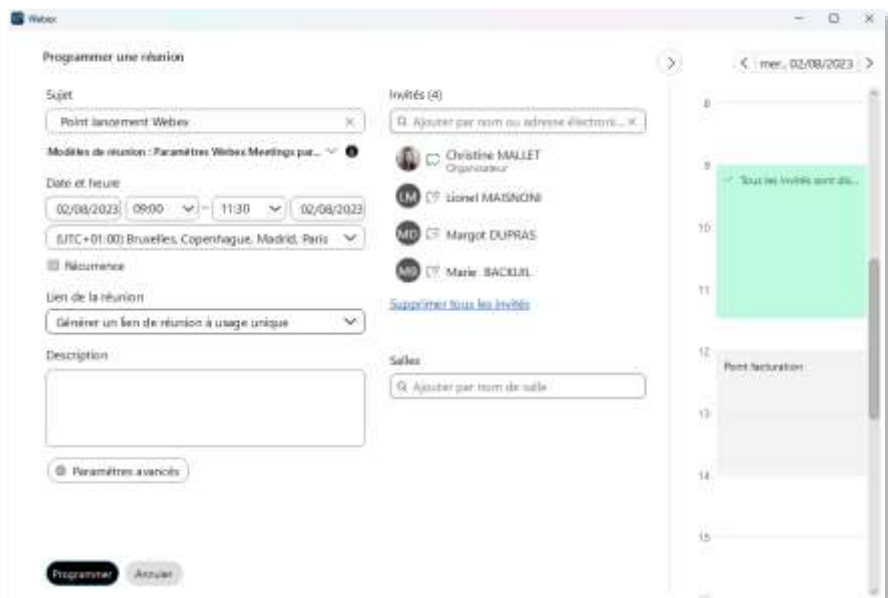 Webex
Programmer une réunion
Sujet
Point lancement Webex
Modèles de réunion : Paramètres Webex Meetings par...
Date et heure
02/08/2023 09:00 – 11:30 02/08/2023
(UTC+01:00) Bruxelles, Copenhague, Madrid, Paris
Récurrence
Lien de la réunion
Générer un lien de réunion à usage unique
Description
Paramètres avancés
Programmer Annuler
Invités (4)
Ajouter par nom ou adresse électroni...
Christine MALLET
Organisateur
LM Lionel MAISNONI
MD Margot DUPRAS
MB Marie BACKUIL
Supprimer tous les invités
Salles
Ajouter par nom de salle
mer., 02/08/2023
8
9
Tous les invités sont dis...
10
11
12
Point facturation
13
14
15